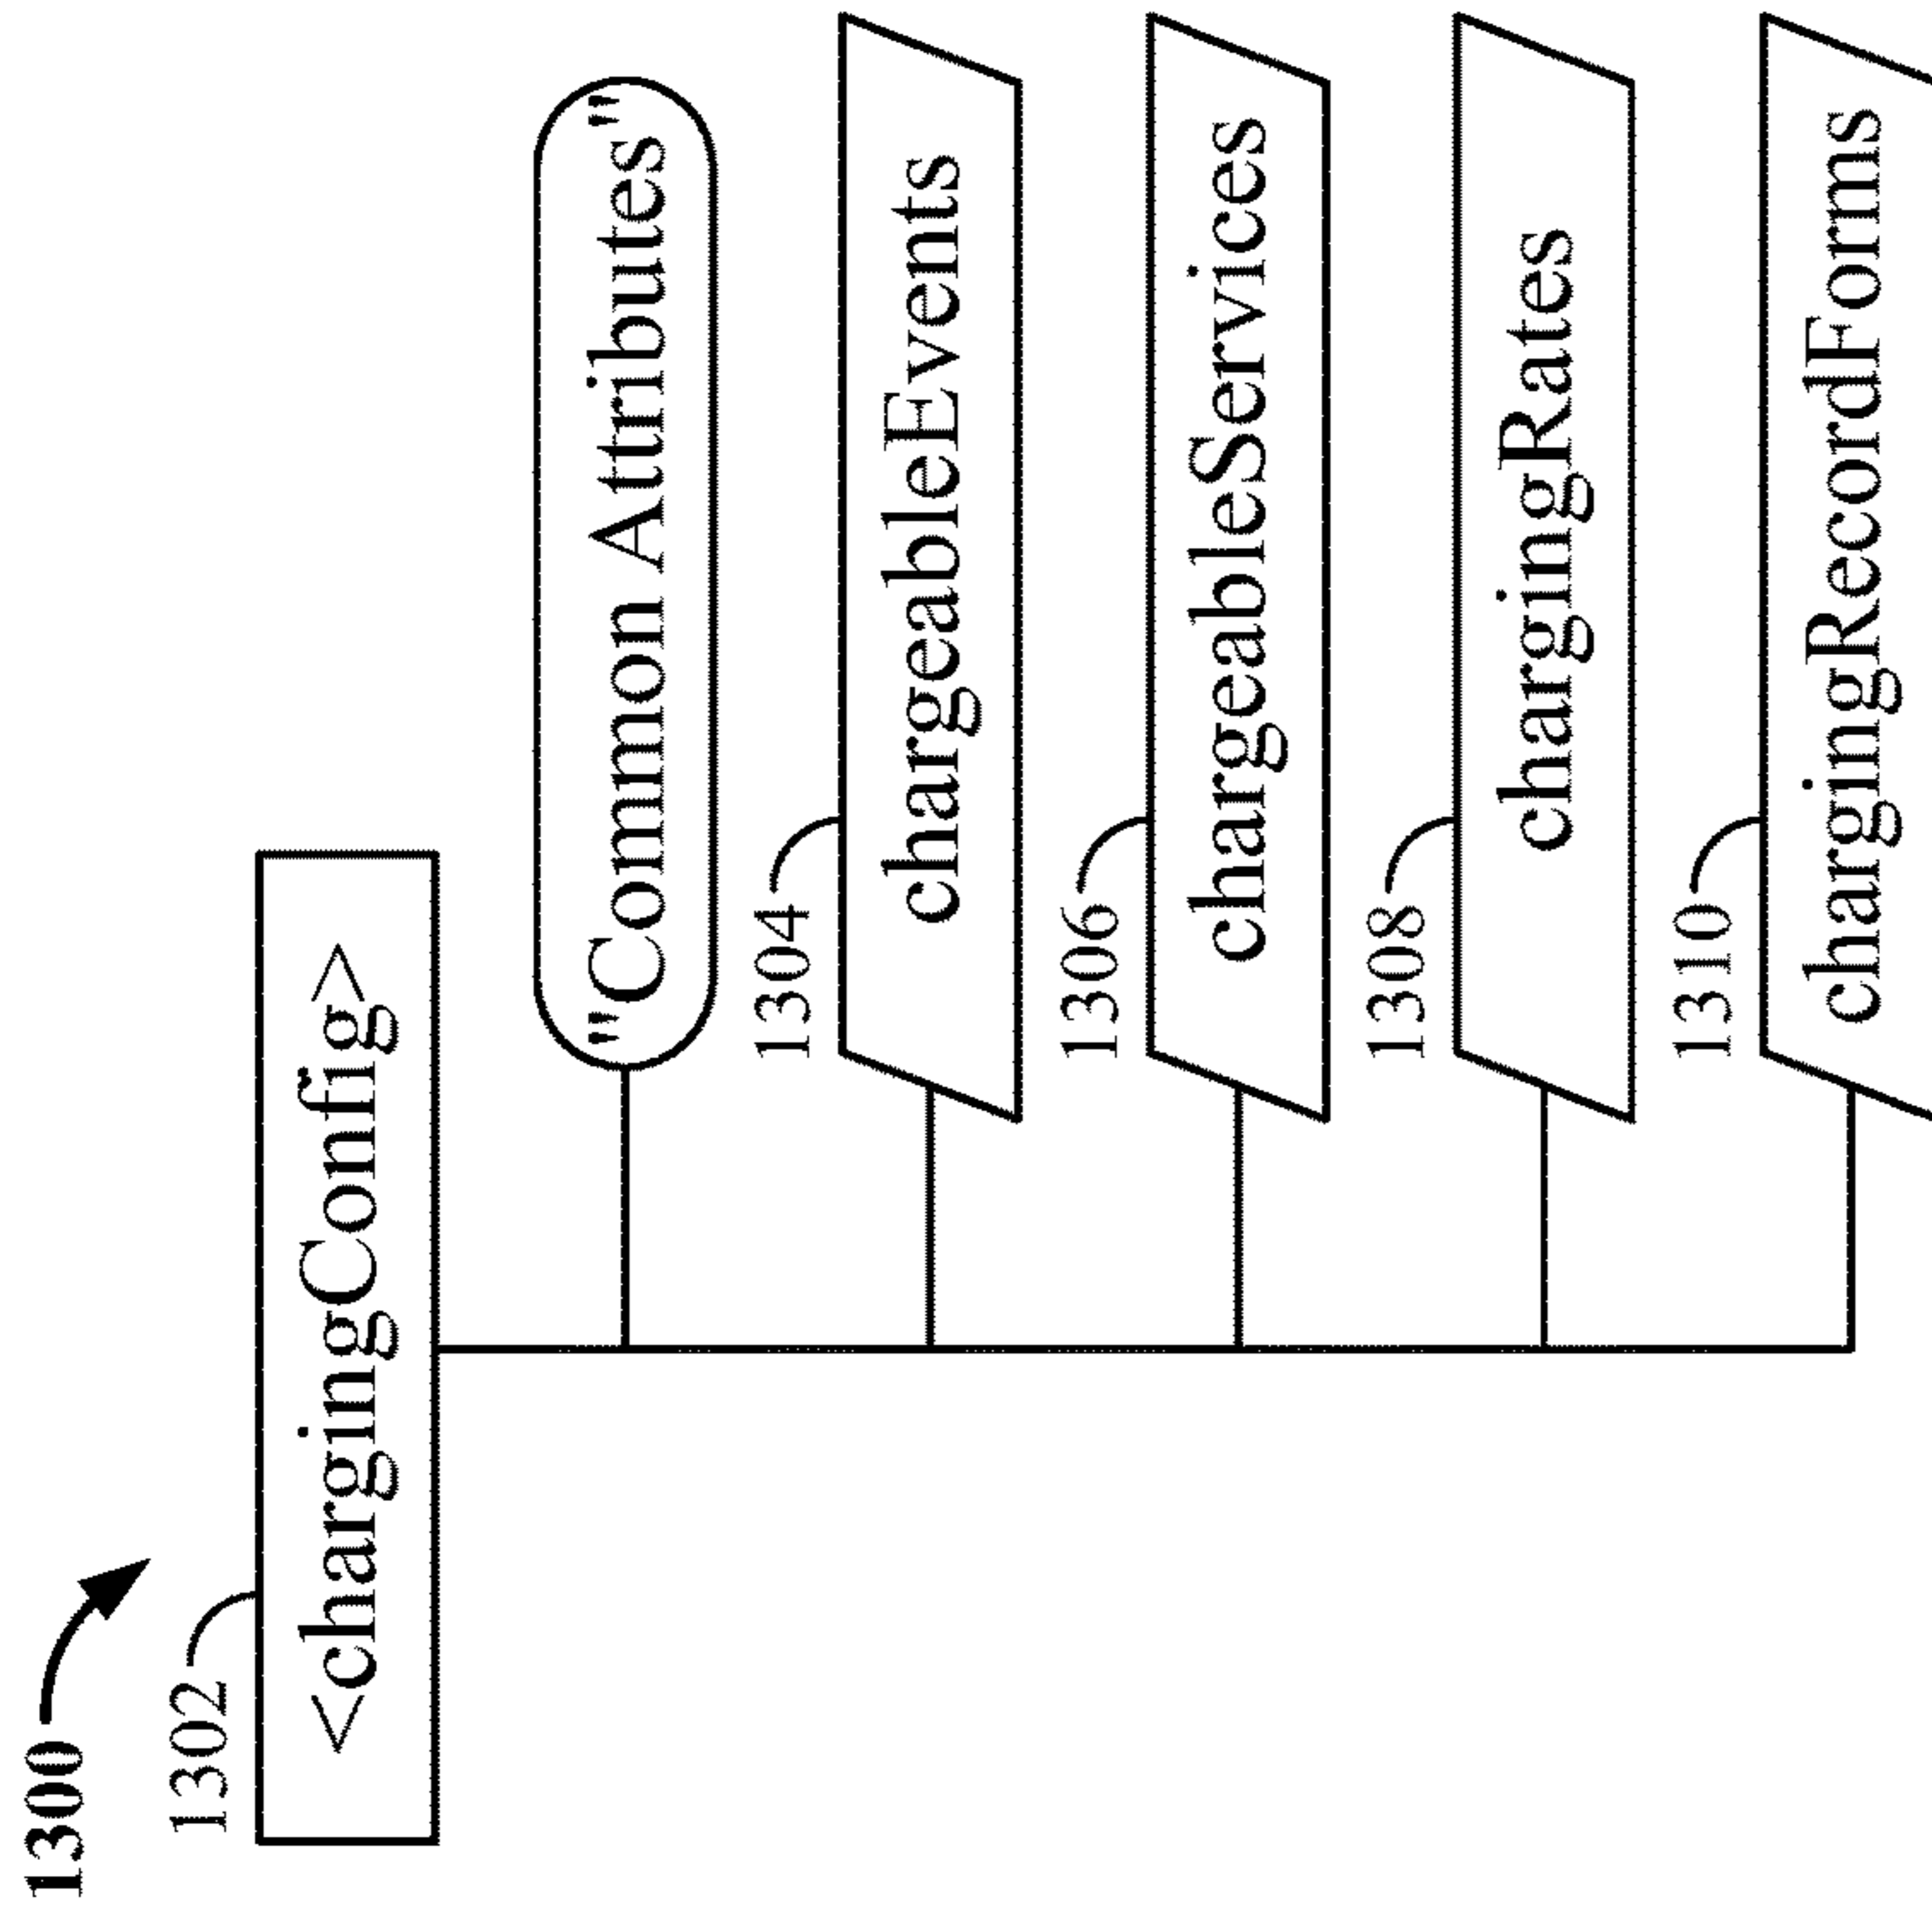 1300
1302
<chargingConfig>
"Common Attributes"
1304
chargeableEvents
1306
chargeableServices
1308
chargingRates
1310
chargingRecordForms